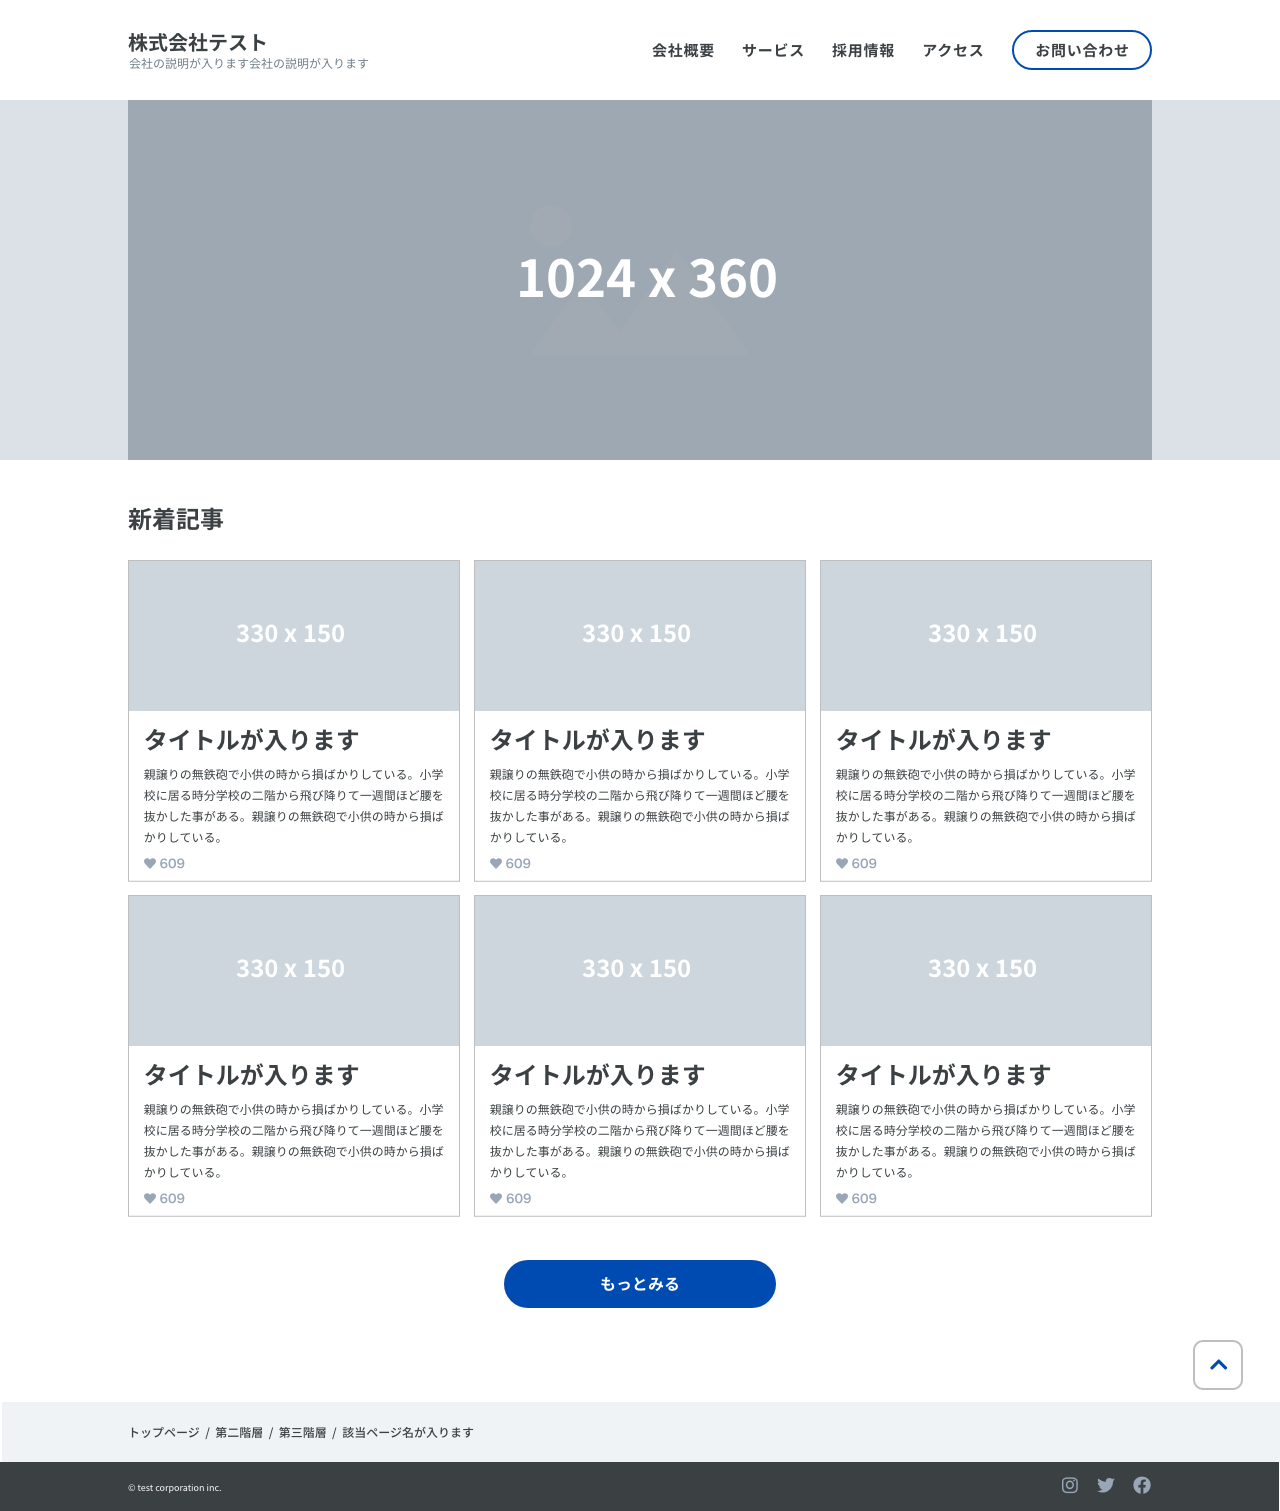 株式会社テスト
会社の説明が入ります会社の説明が入ります
会社概要 サービス 採用情報 アクセス お問い合わせ
1024 x 360
新着記事
330 x 150
タイトルが入ります
親譲りの無鉄砲で小供の時から損ばかりしている。小学
校に居る時分学校の二階から飛び降りて一週間ほど腰を
抜かした事がある。親譲りの無鉄砲で小供の時から損ば
かりしている。
609
330 x 150
タイトルが入ります
親譲りの無鉄砲で小供の時から損ばかりしている。小学
校に居る時分学校の二階から飛び降りて一週間ほど腰を
抜かした事がある。親譲りの無鉄砲で小供の時から損ば
かりしている。
609
330 x 150
タイトルが入ります
親譲りの無鉄砲で小供の時から損ばかりしている。小学
校に居る時分学校の二階から飛び降りて一週間ほど腰を
抜かした事がある。親譲りの無鉄砲で小供の時から損ば
かりしている。
609
330 x 150
タイトルが入ります
親譲りの無鉄砲で小供の時から損ばかりしている。小学
校に居る時分学校の二階から飛び降りて一週間ほど腰を
抜かした事がある。親譲りの無鉄砲で小供の時から損ば
かりしている。
609
330 x 150
タイトルが入ります
親譲りの無鉄砲で小供の時から損ばかりしている。小学
校に居る時分学校の二階から飛び降りて一週間ほど腰を
抜かした事がある。親譲りの無鉄砲で小供の時から損ば
かりしている。
609
330 x 150
タイトルが入ります
親譲りの無鉄砲で小供の時から損ばかりしている。小学
校に居る時分学校の二階から飛び降りて一週間ほど腰を
抜かした事がある。親譲りの無鉄砲で小供の時から損ば
かりしている。
609
もっとみる
トップページ / 第二階層 / 第三階層 / 該当ページ名が入ります
© test corporation inc.